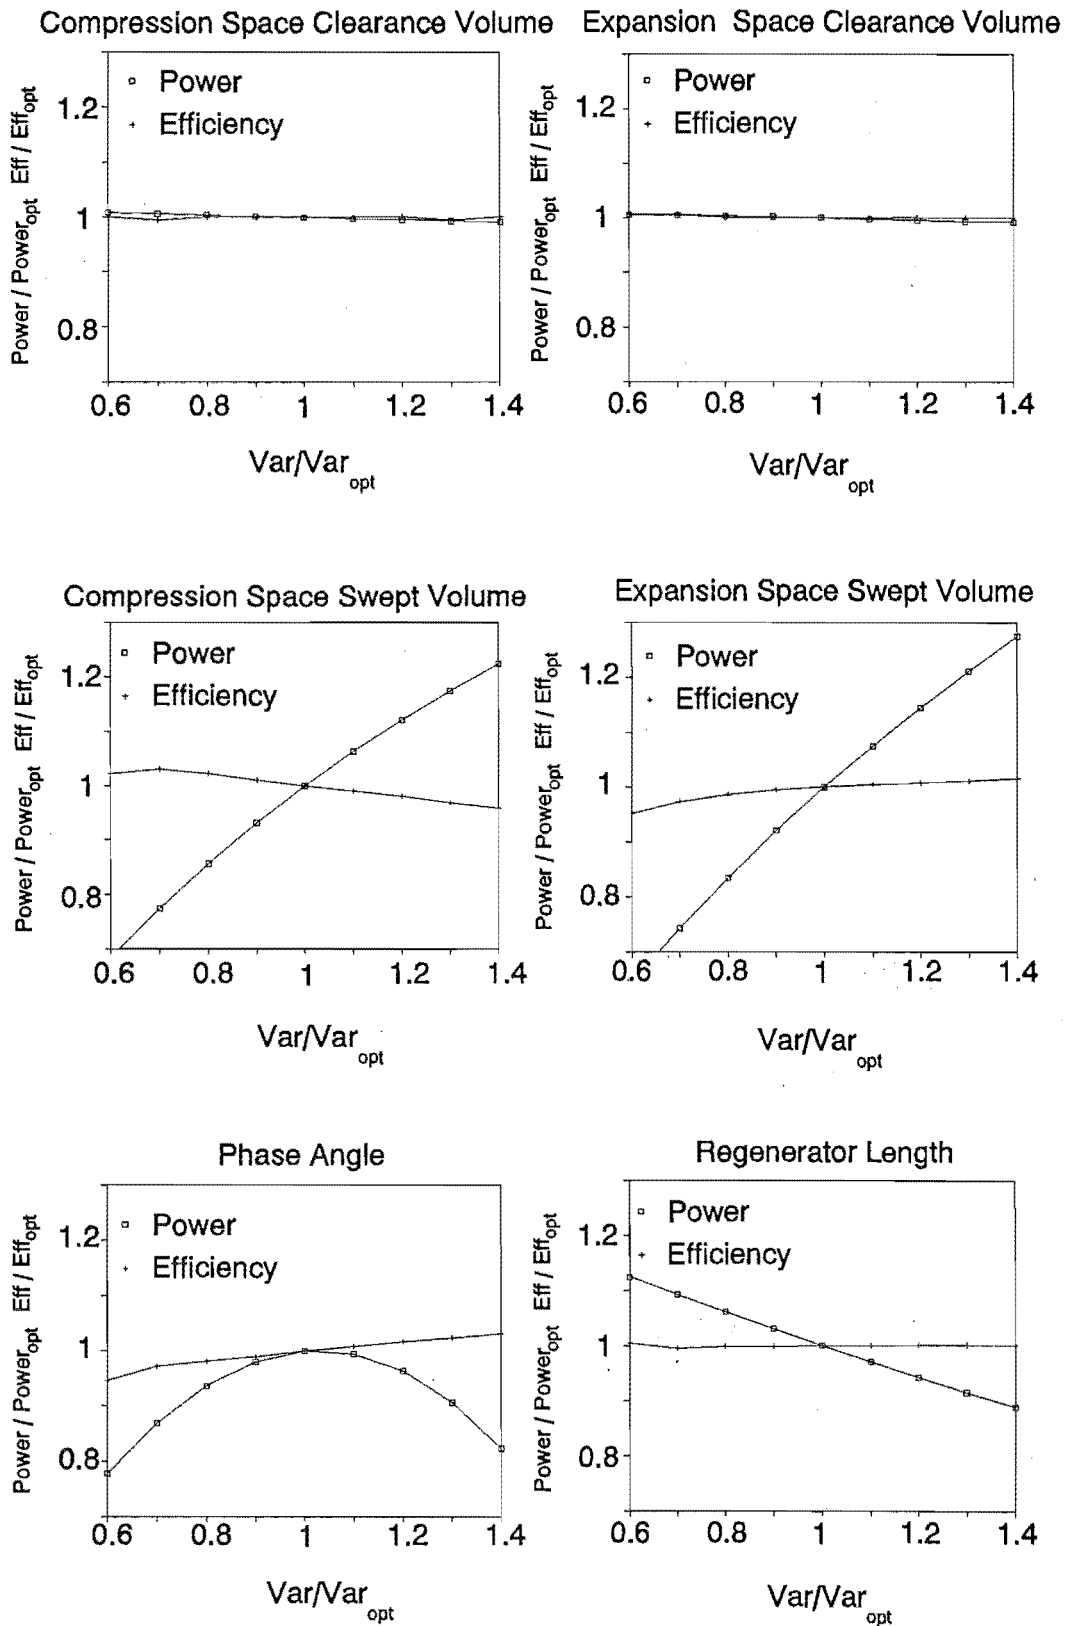 Compression Space Clearance Volume
Power / Power_opt Eff / Eff_opt
Power
Efficiency
1.2
1
0.8
0.6 0.8 1 1.2 1.4
Var/Var_opt
Expansion Space Clearance Volume
Power / Power_opt Eff / Eff_opt
Power
Efficiency
1.2
1
0.8
0.6 0.8 1 1.2 1.4
Var/Var_opt
Compression Space Swept Volume
Power / Power_opt Eff / Eff_opt
Power
Efficiency
1.2
1
0.8
0.6 0.8 1 1.2 1.4
Var/Var_opt
Expansion Space Swept Volume
Power / Power_opt Eff / Eff_opt
Power
Efficiency
1.2
1
0.8
0.6 0.8 1 1.2 1.4
Var/Var_opt
Phase Angle
Power / Power_opt Eff / Eff_opt
Power
Efficiency
1.2
1
0.8
0.6 0.8 1 1.2 1.4
Var/Var_opt
Regenerator Length
Power / Power_opt Eff / Eff_opt
Power
Efficiency
1.2
1
0.8
0.6 0.8 1 1.2 1.4
Var/Var_opt